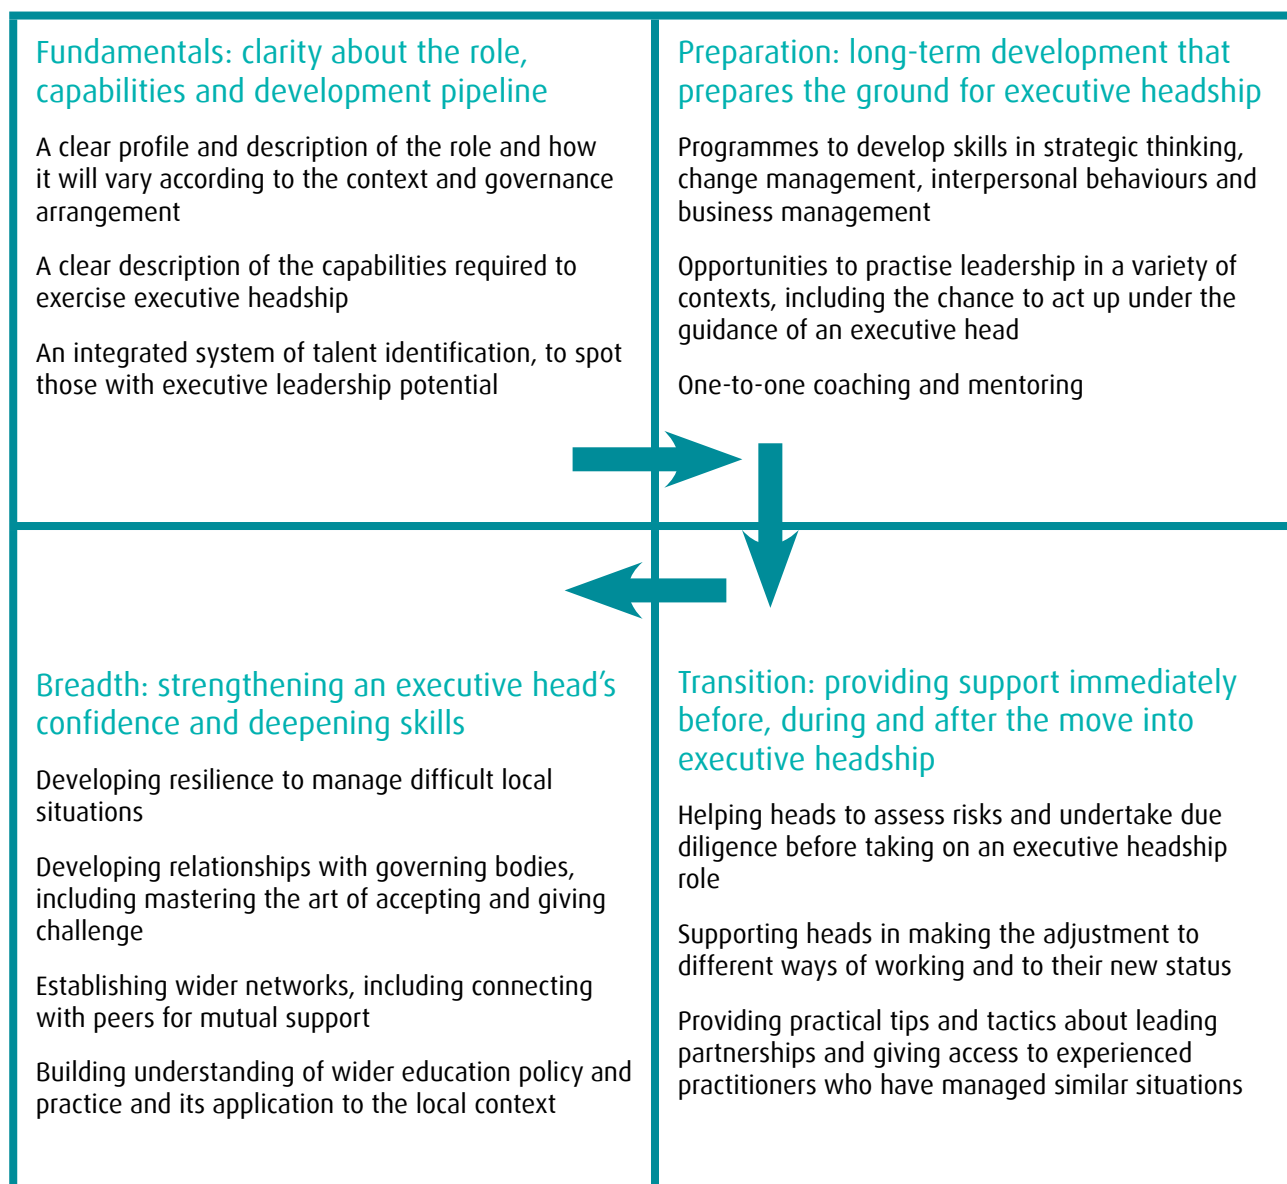 Fundamentals: clarity about the role,
capabilities and development pipeline
A clear profile and description of the role and how
it will vary according to the context and governance
arrangement
A clear description of the capabilities required to
exercise executive headship
An integrated system of talent identification, to spot
those with executive leadership potential
Preparation: long-term development that
prepares the ground for executive headship
Programmes to develop skills in strategic thinking,
change management, interpersonal behaviours and
business management
Opportunities to practise leadership in a variety of
contexts, including the chance to act up under the
guidance of an executive head
One-to-one coaching and mentoring
Breadth: strengthening an executive head’s
confidence and deepening skills
Developing resilience to manage difficult local
situations
Developing relationships with governing bodies,
including mastering the art of accepting and giving
challenge
Establishing wider networks, including connecting
with peers for mutual support
Building understanding of wider education policy and
practice and its application to the local context
Transition: providing support immediately
before, during and after the move into
executive headship
Helping heads to assess risks and undertake due
diligence before taking on an executive headship
role
Supporting heads in making the adjustment to
different ways of working and to their new status
Providing practical tips and tactics about leading
partnerships and giving access to experienced
practitioners who have managed similar situations